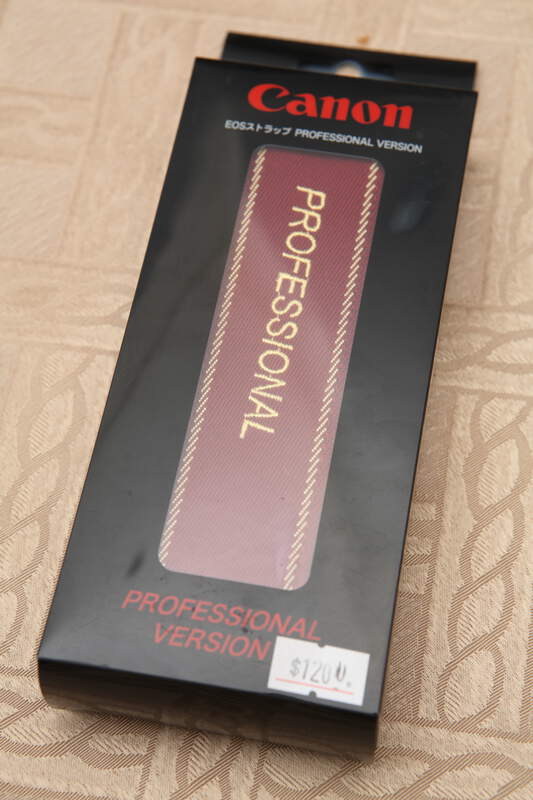 Canon
EOSストラップ PROFESSIONAL VERSION
PROFESSIONAL
PROFESSIONAL
VERSION
$120